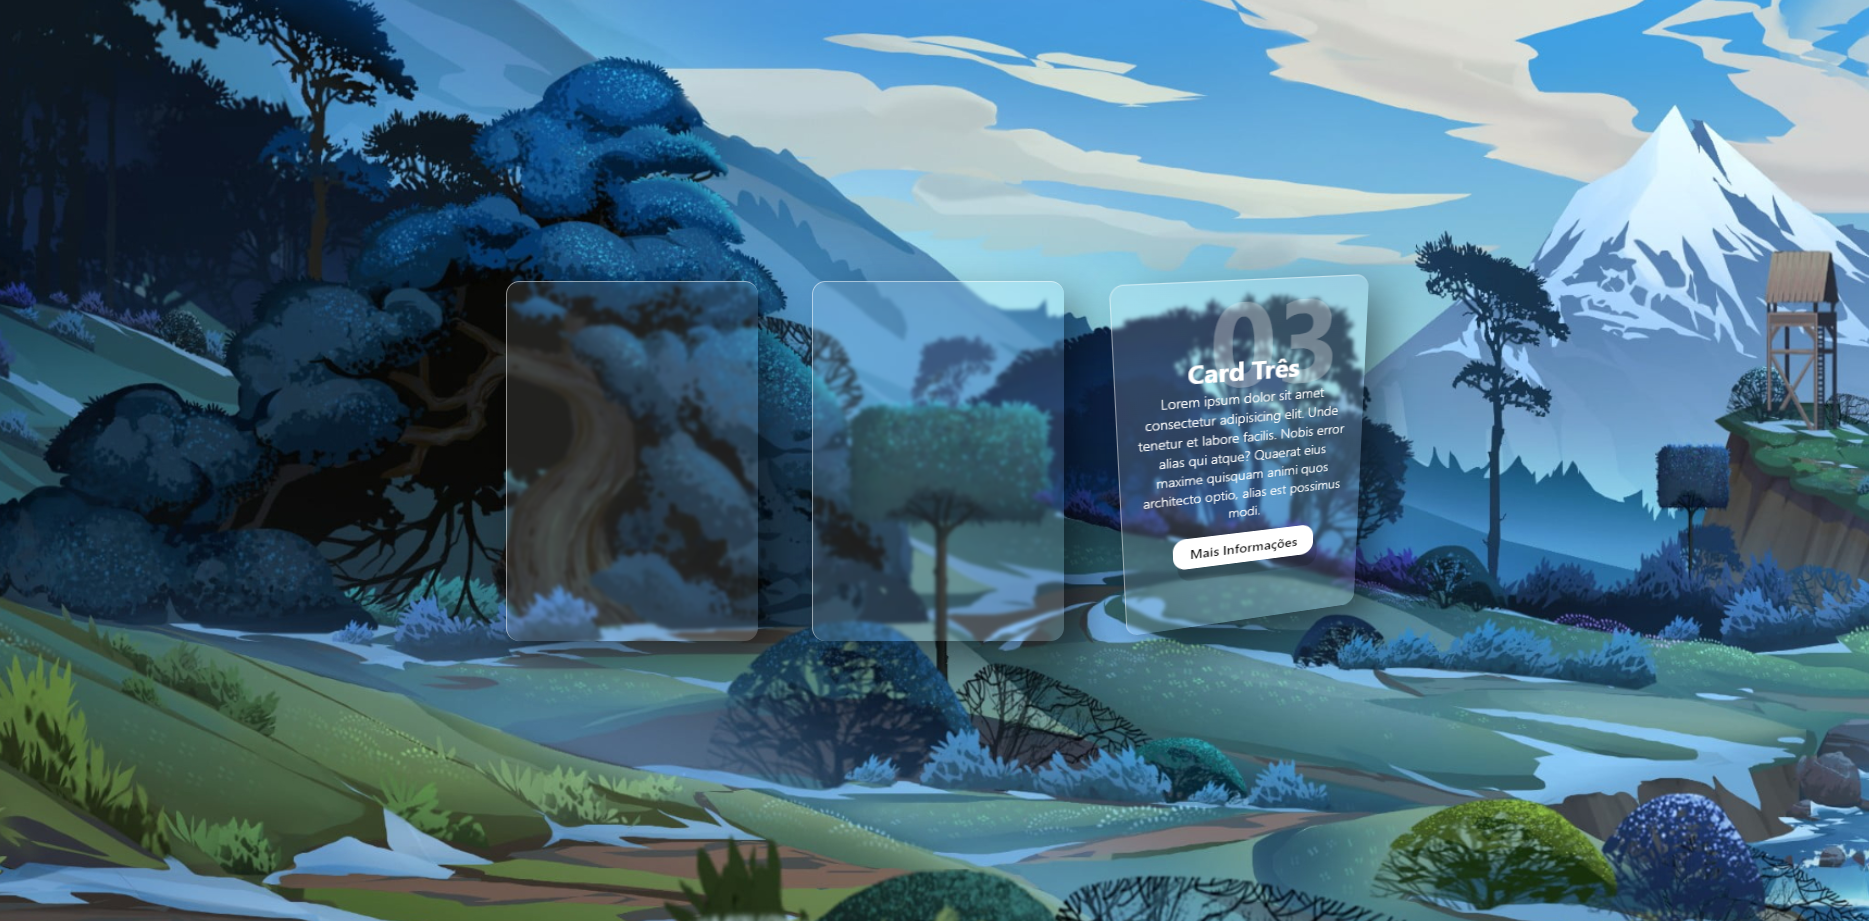 03
Card Três
Lorem ipsum dolor sit amet
consectetur adipisicing elit. Unde
tenetur et labore facilis. Nobis error
alias qui atque? Quaerat eius
maxime quisquam animi quos
architecto optio, alias est possimus
modi.
Mais Informações